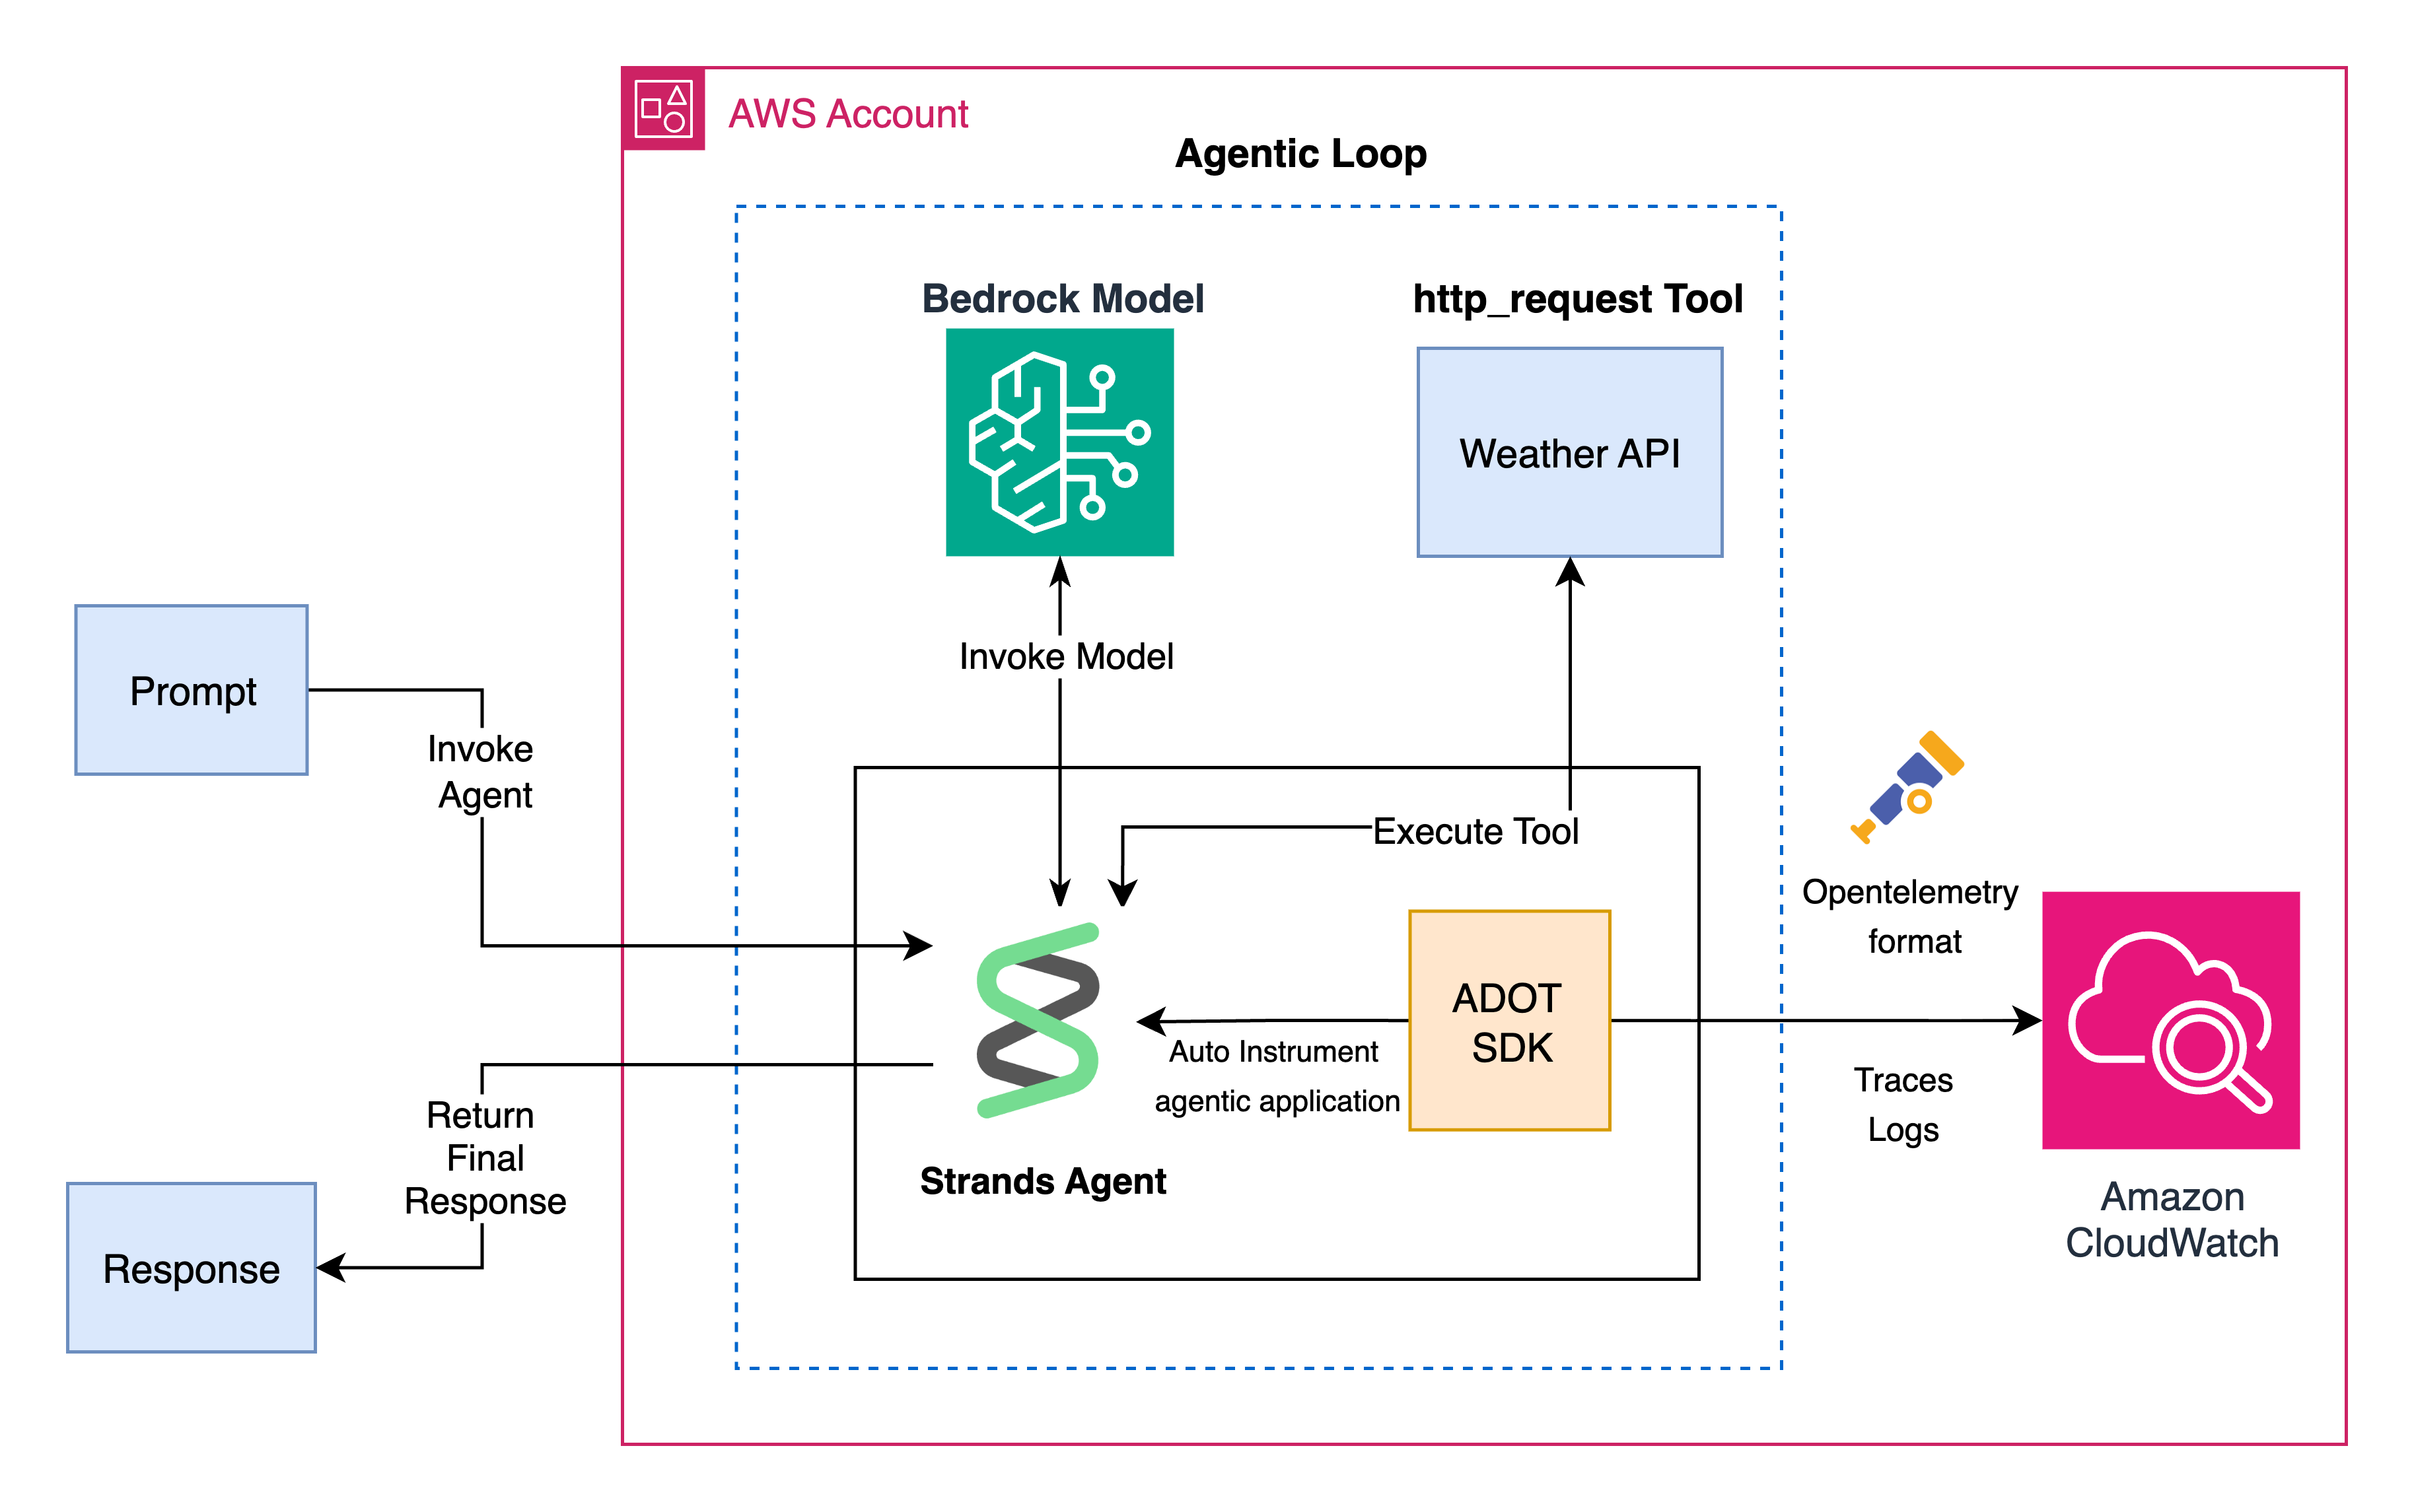 AWS Account
Agentic Loop
Bedrock Model
http_request Tool
Weather API
Prompt
Invoke Model
Invoke
Agent
Execute Tool
Opentelemetry
format
ADOT
SDK
Auto Instrument
agentic application
Traces
Logs
Return
Final
Response
Strands Agent
Amazon
CloudWatch
Response